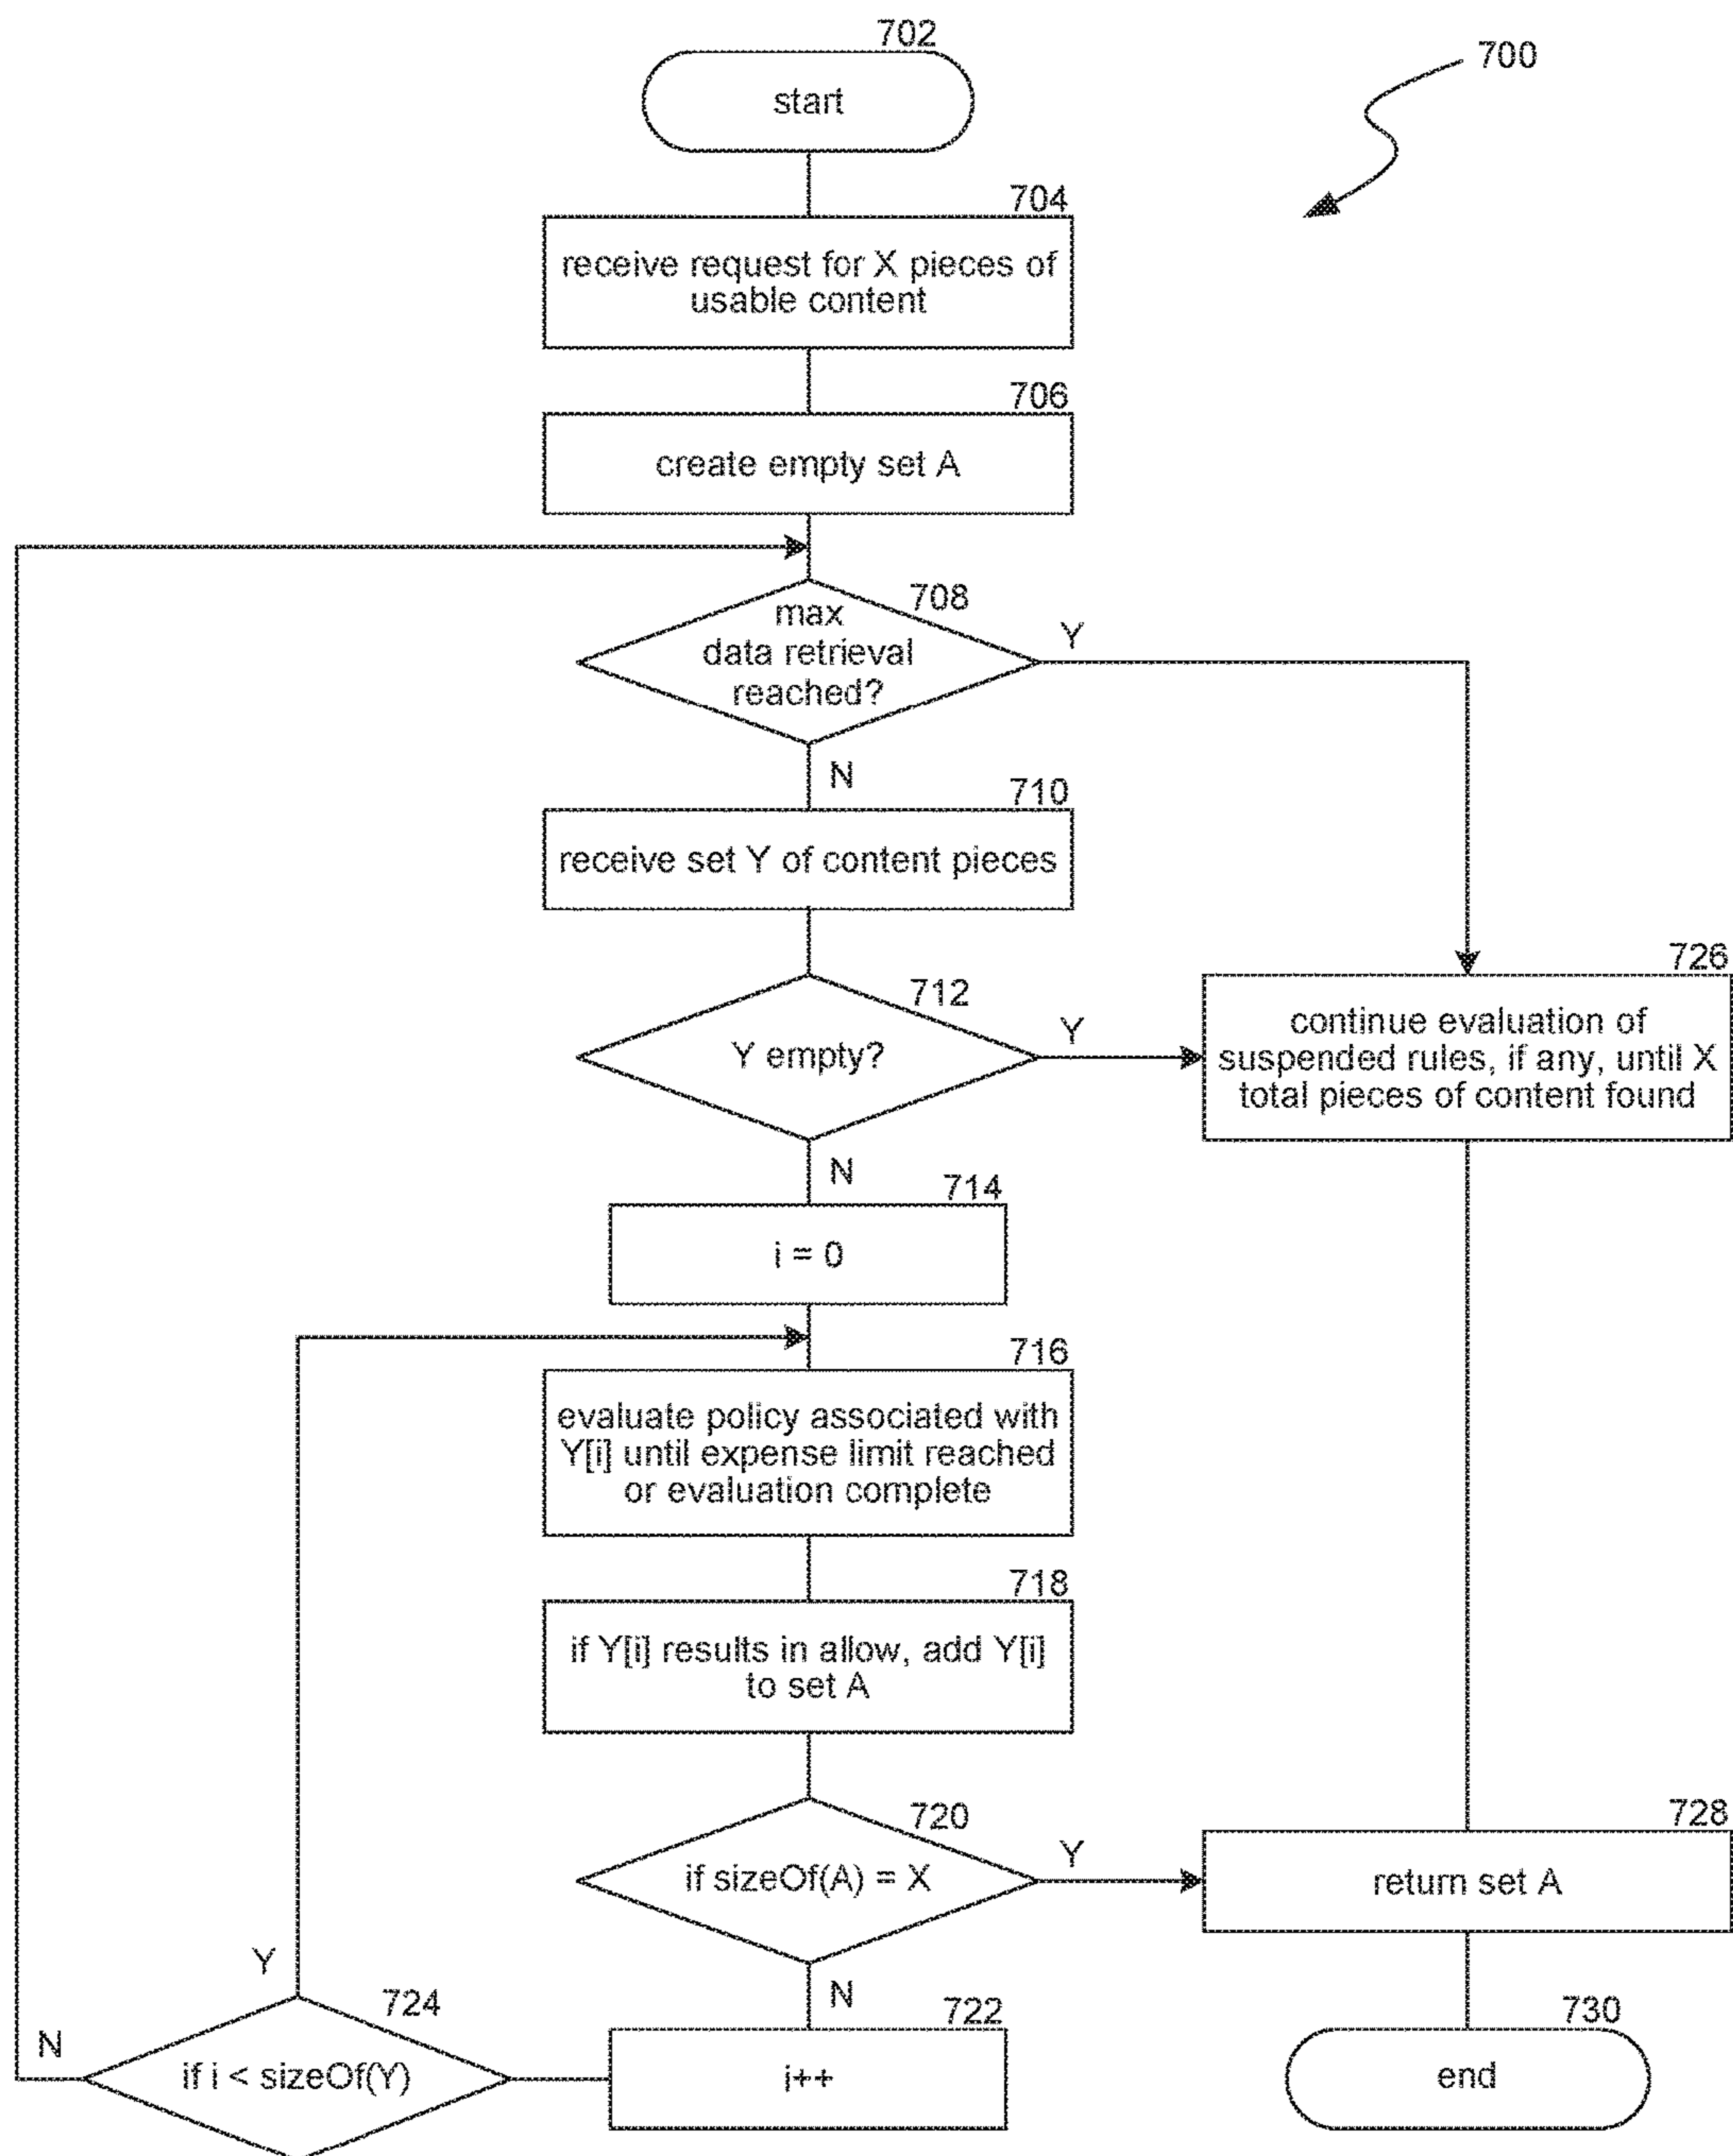 702
700
start
704
receive request for X pieces of
usable content
706
create empty set A
708
max
data retrieval
reached?
Y
N
710
receive set Y of content pieces
712
Y empty?
Y
726
continue evaluation of
suspended rules, if any, until X
total pieces of content found
N
714
i = 0
716
evaluate policy associated with
Y[i] until expense limit reached
or evaluation complete
718
if Y[i] results in allow, add Y[i]
to set A
720
if sizeOf(A) = X
Y
728
return set A
N
722
i++
Y
724
N
if i < sizeOf(Y)
730
end